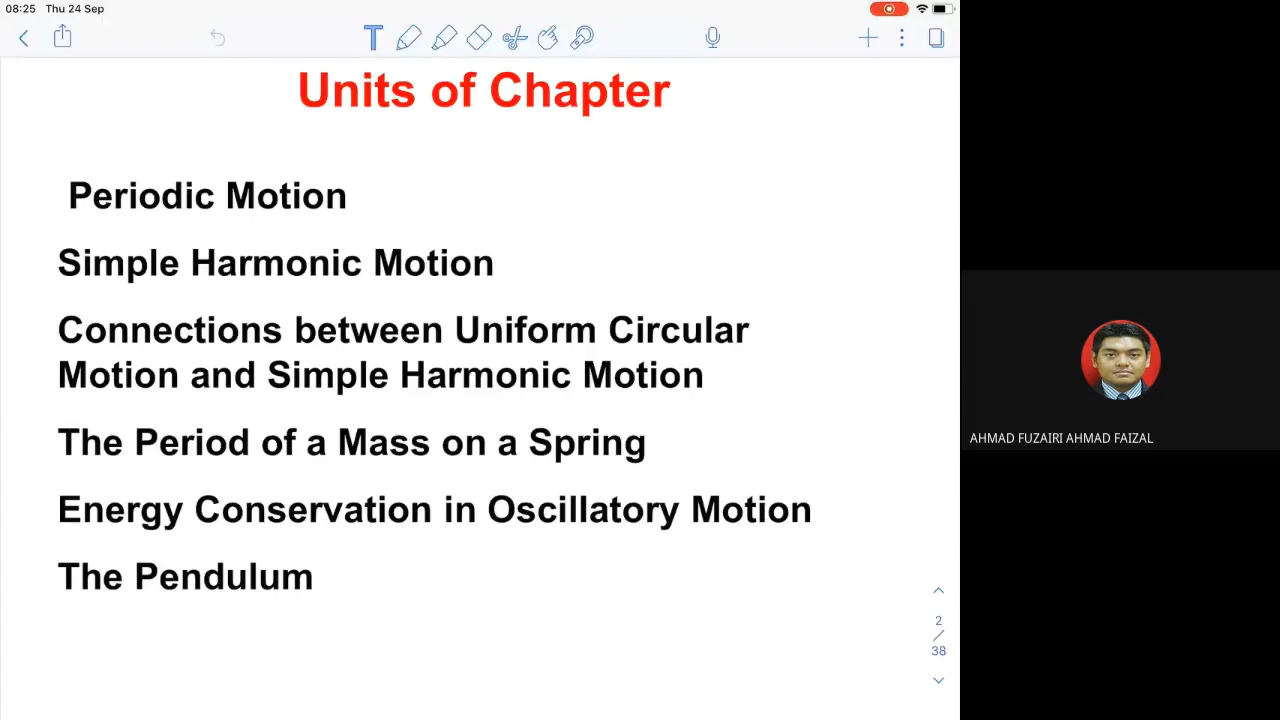 08:25 Thu 24 Sep
Units of Chapter
Periodic Motion
Simple Harmonic Motion
Connections between Uniform Circular
Motion and Simple Harmonic Motion
The Period of a Mass on a Spring
Energy Conservation in Oscillatory Motion
The Pendulum
2
/
38
AHMAD FUZAIRI AHMAD FAIZAL